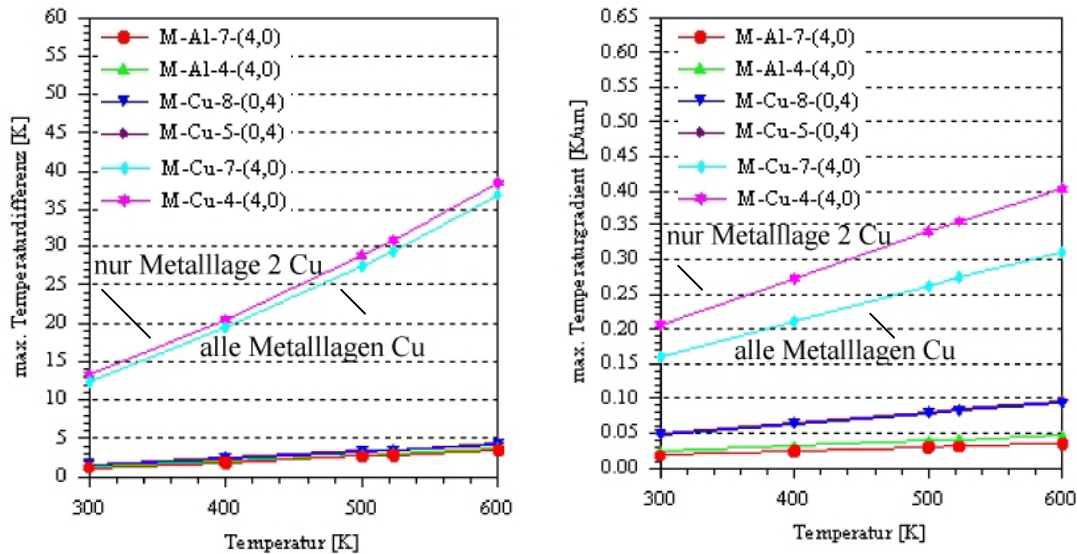 60
55
50
45
40
35
30
25
20
15
10
5
0
max. Temperaturdifferenz [K]
M-Al-7-(4,0)
M-Al-4-(4,0)
M-Cu-8-(0,4)
M-Cu-5-(0,4)
M-Cu-7-(4,0)
M-Cu-4-(4,0)
nur Metalllage 2 Cu
alle Metalllagen Cu
300 400 500 600
Temperatur [K]
0.65
0.60
0.55
0.50
0.45
0.40
0.35
0.30
0.25
0.20
0.15
0.10
0.05
0.00
max. Temperaturgradient [K/um]
M-Al-7-(4,0)
M-Al-4-(4,0)
M-Cu-8-(0,4)
M-Cu-5-(0,4)
M-Cu-7-(4,0)
M-Cu-4-(4,0)
nur Metalllage 2 Cu
alle Metalllagen Cu
300 400 500 600
Temperatur [K]